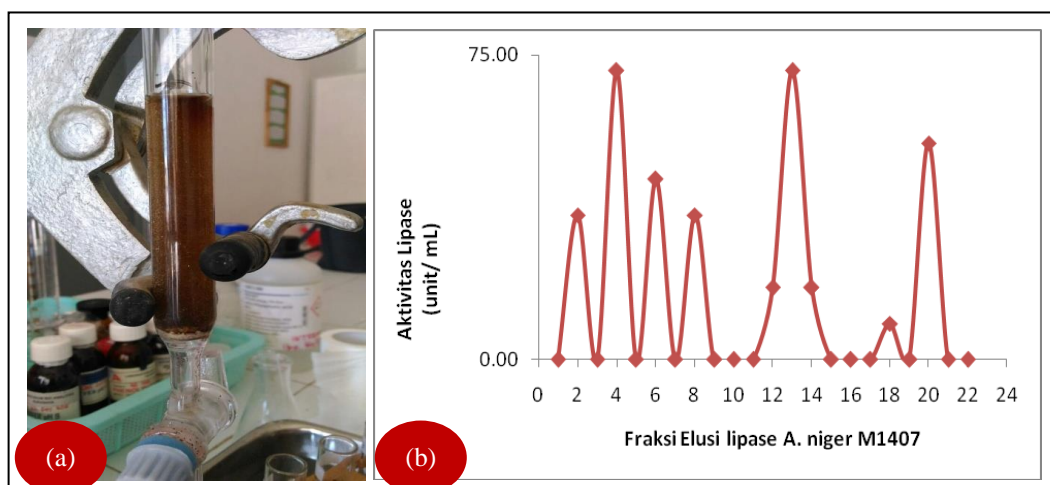 75.00
0.00
Aktivitas Lipase
(unit/ mL)
0 2 4 6 8 10 12 14 16 18 20 22 24
Fraksi Elusi lipase A. niger M1407
(a)
(b)